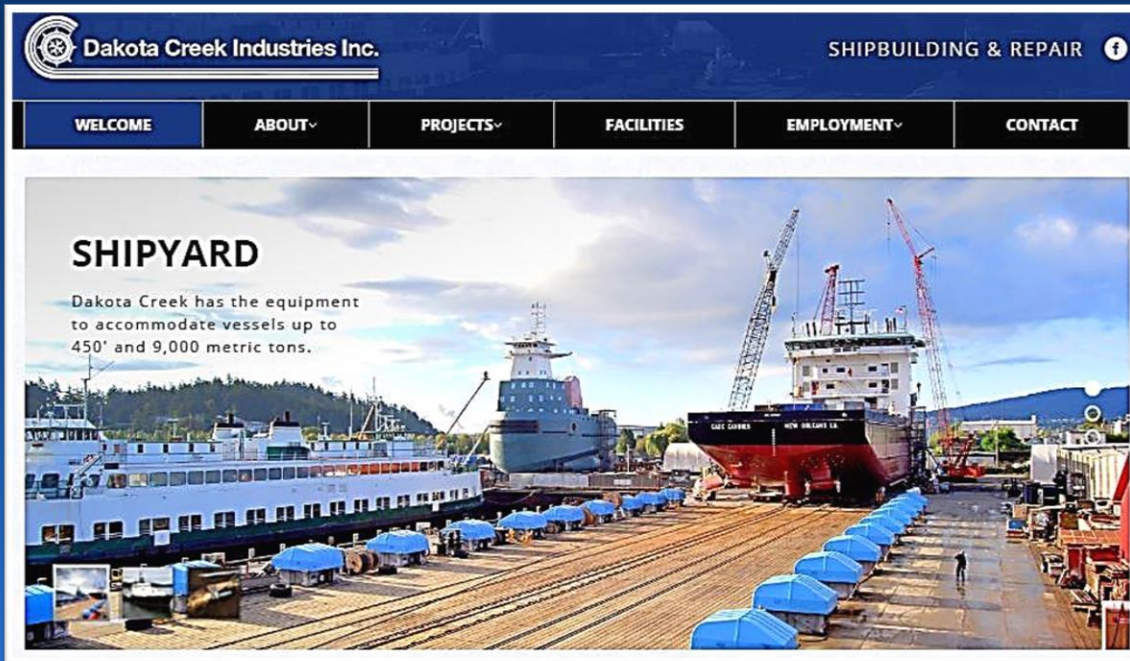 Dakota Creek Industries Inc.
SHIPBUILDING & REPAIR
WELCOME
ABOUT
PROJECTS
FACILITIES
EMPLOYMENT
CONTACT
SHIPYARD
Dakota Creek has the equipment
to accommodate vessels up to
450' and 9,000 metric tons.
NEW ORLEANS LA